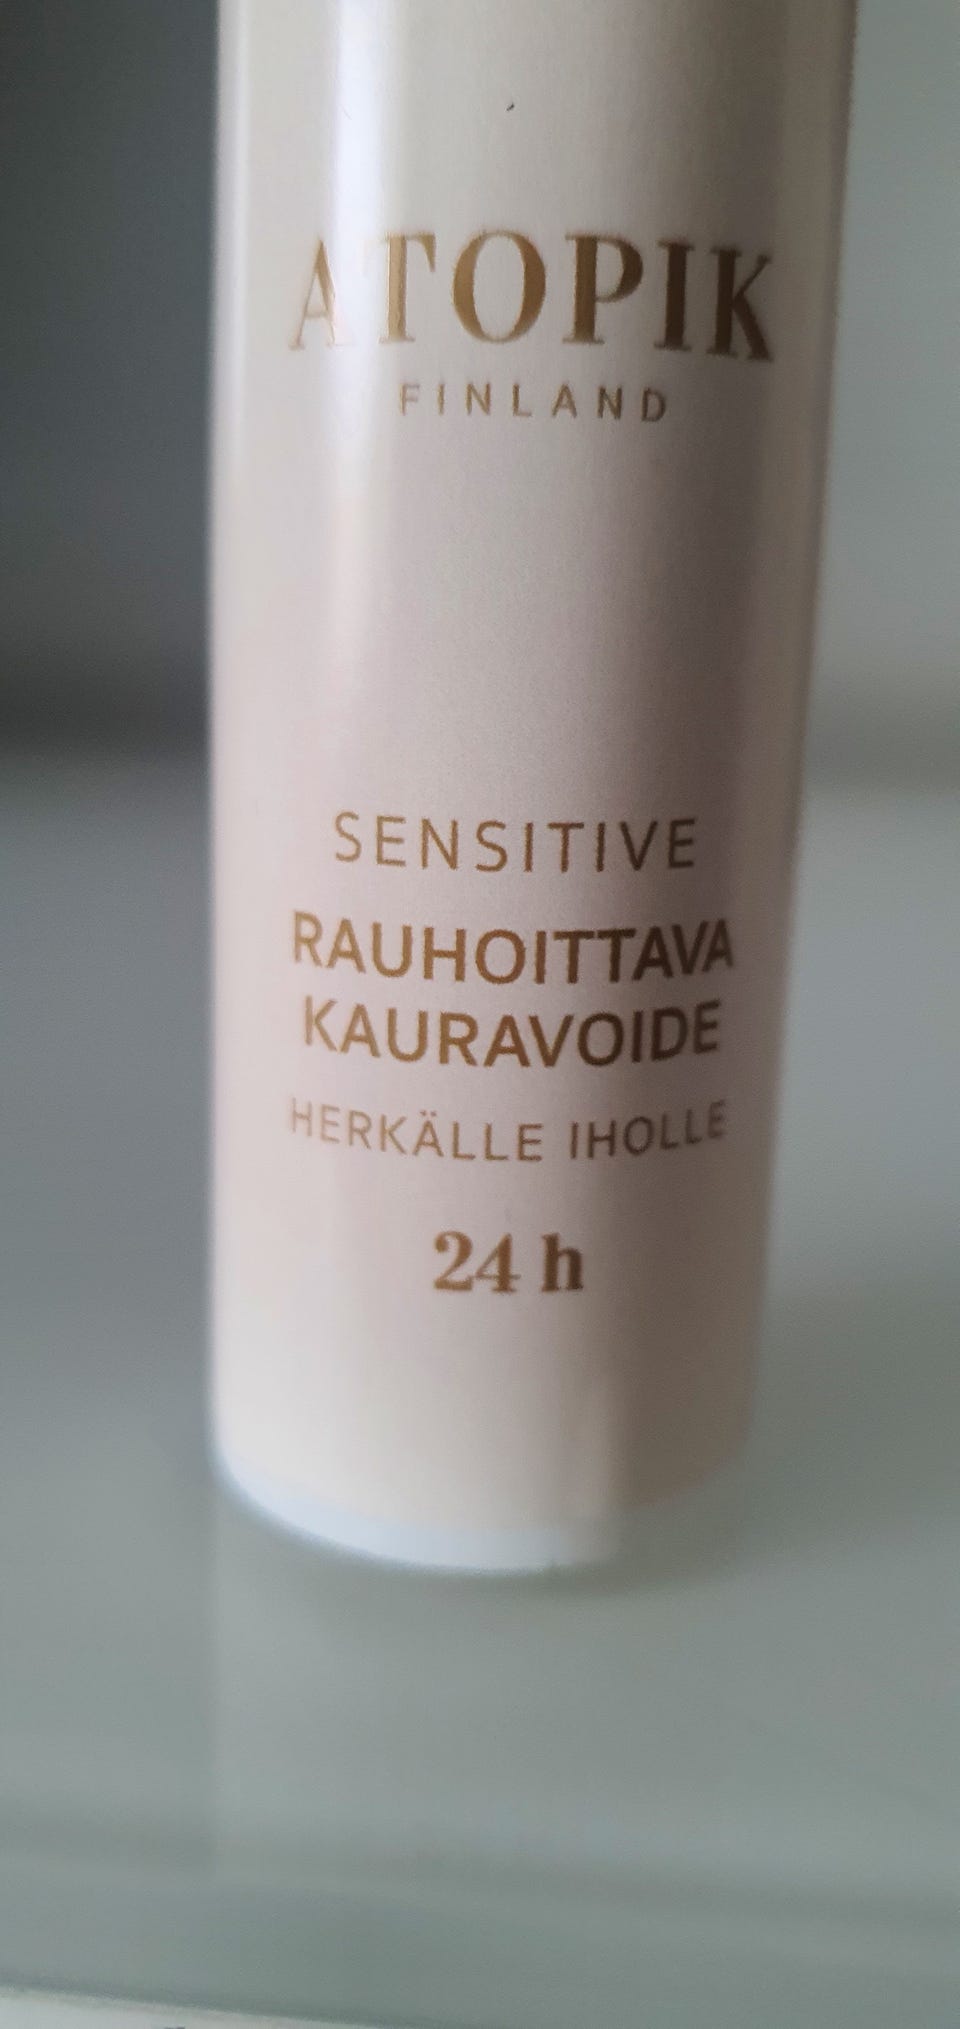 ATOPIK
FINLAND
SENSITIVE
RAUHOITTAVA
KAURAVOIDE
HERKÄLLE IHOLLE
24 h